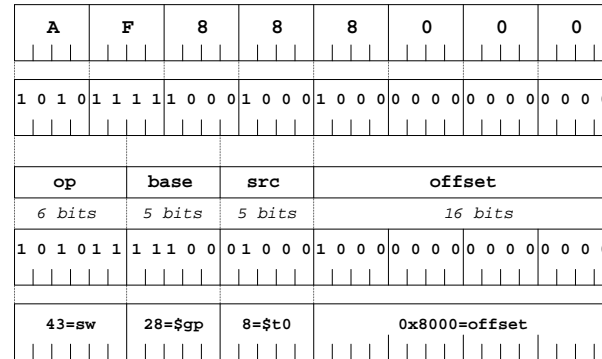 A F 8 8 8 0 0 0
1 0 1 0 1 1 1 1 1 0 0 0 1 0 0 0 1 0 0 0 0 0 0 0 0 0 0 0 0 0 0
op base src offset
6 bits 5 bits 5 bits 16 bits
1 0 1 0 1 1 1 1 1 0 0 0 1 0 0 0 1 0 0 0 0 0 0 0 0 0 0 0 0 0 0
43=sw 28=$gp 8=$t0 0x8000=offset